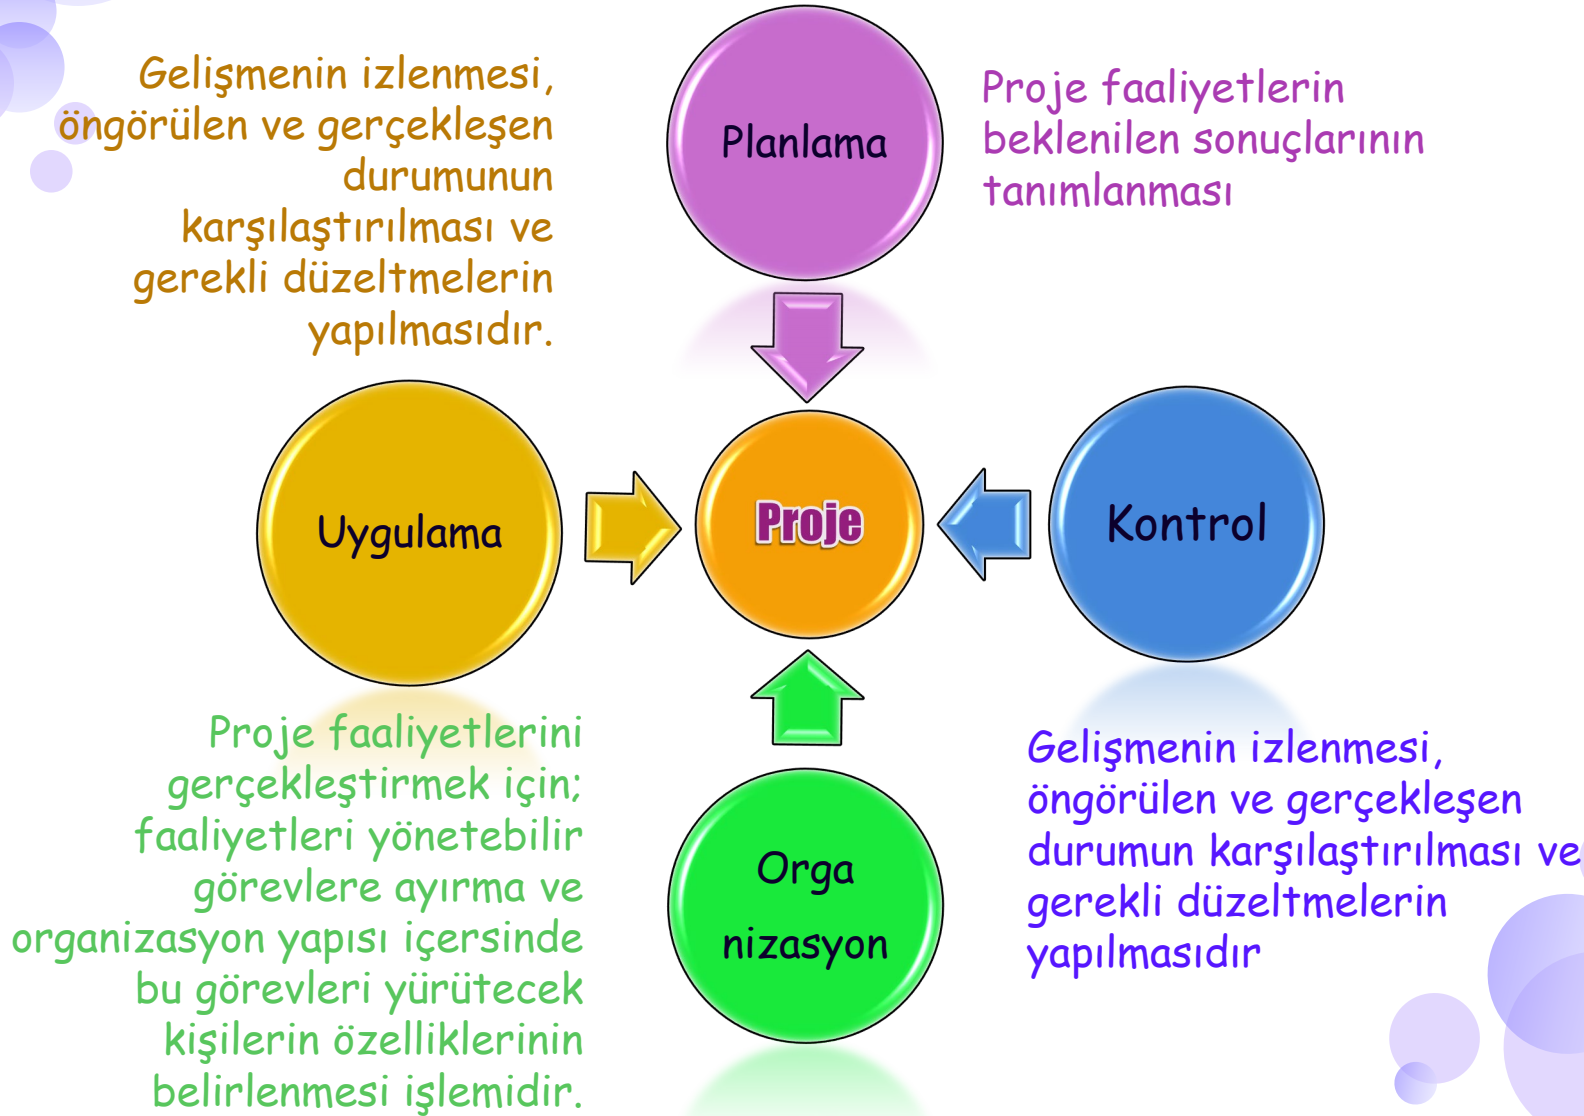 Gelişmenin izlenmesi,
öngörülen ve gerçekleşen
durumunun
karşılaştırılması ve
gerekli düzeltmelerin
yapılmasıdır.
Planlama
Proje faaliyetlerin
beklenilen sonuçlarının
tanımlanması
Uygulama
Proje
Kontrol
Proje faaliyetlerini
gerçekleştirmek için;
faaliyetleri yönetebilir
görevlere ayırma ve
organizasyon yapısı içersinde
bu görevleri yürütecek
kişilerin özelliklerinin
belirlenmesi işlemidir.
Orga
nizasyon
Gelişmenin izlenmesi,
öngörülen ve gerçekleşen
durumun karşılaştırılması ve
gerekli düzeltmelerin
yapılmasıdır